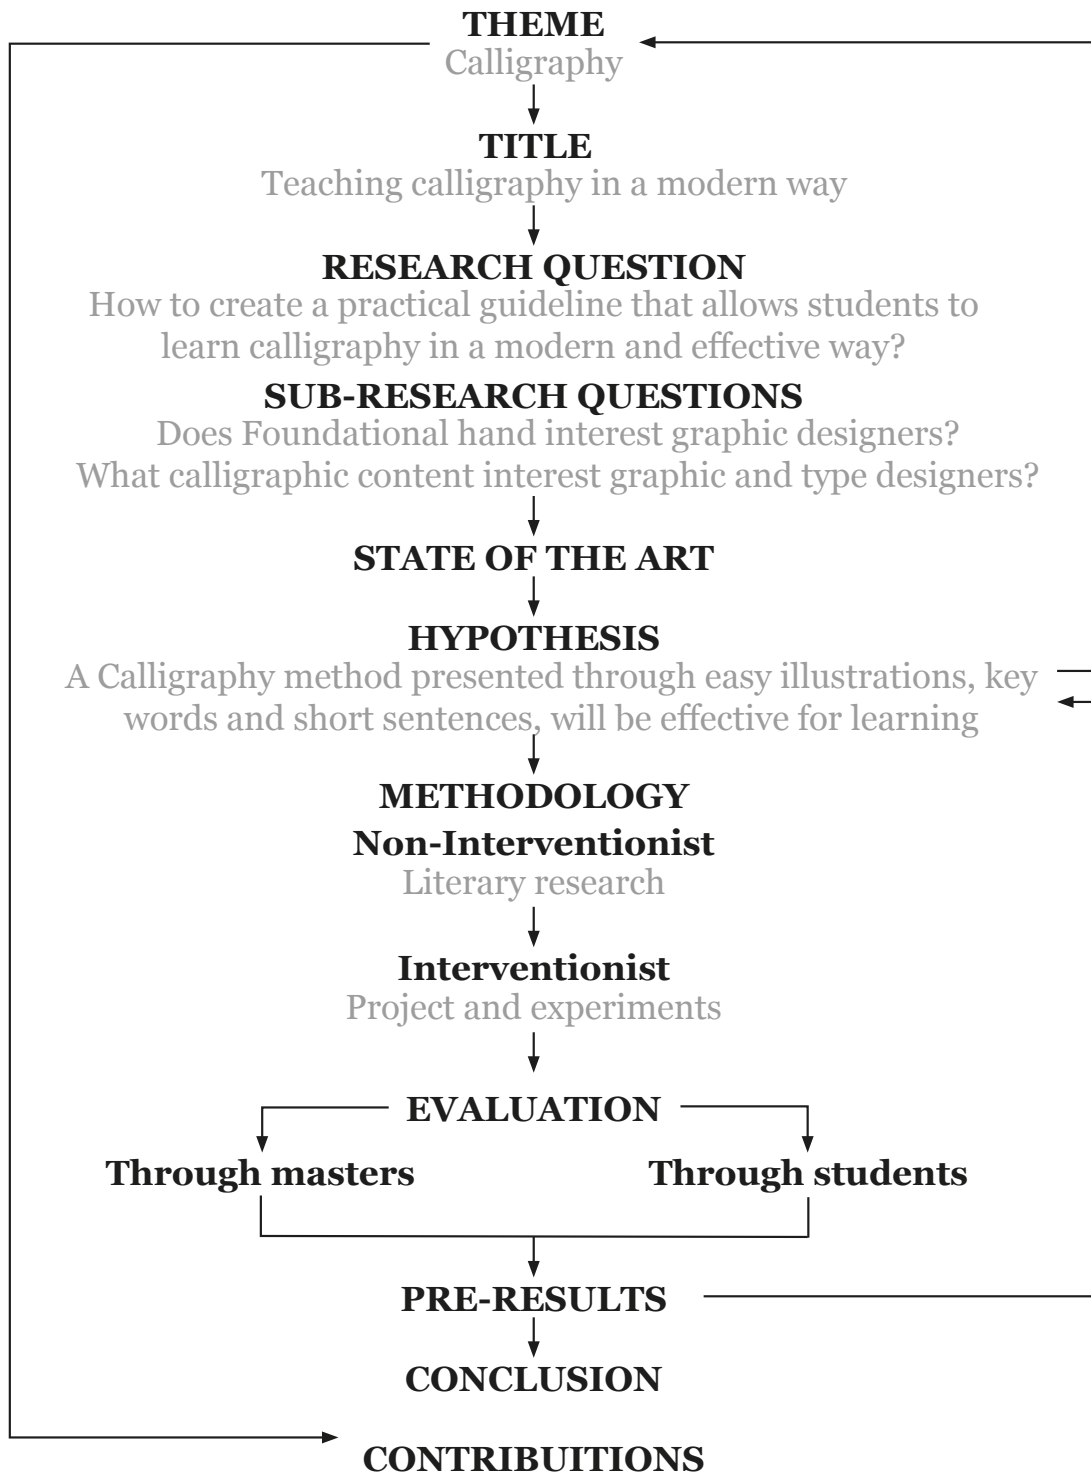 THEME
Calligraphy
TITLE
Teaching calligraphy in a modern way
RESEARCH QUESTION
How to create a practical guideline that allows students to
learn calligraphy in a modern and effective way?
SUB-RESEARCH QUESTIONS
Does Foundational hand interest graphic designers?
What calligraphic content interest graphic and type designers?
STATE OF THE ART
HYPOTHESIS
A Calligraphy method presented through easy illustrations, key
words and short sentences, will be effective for learning
METHODOLOGY
Non-Interventionist
Literary research
Interventionist
Project and experiments
EVALUATION
Through masters
Through students
PRE-RESULTS
CONCLUSION
CONTRIBUITIONS